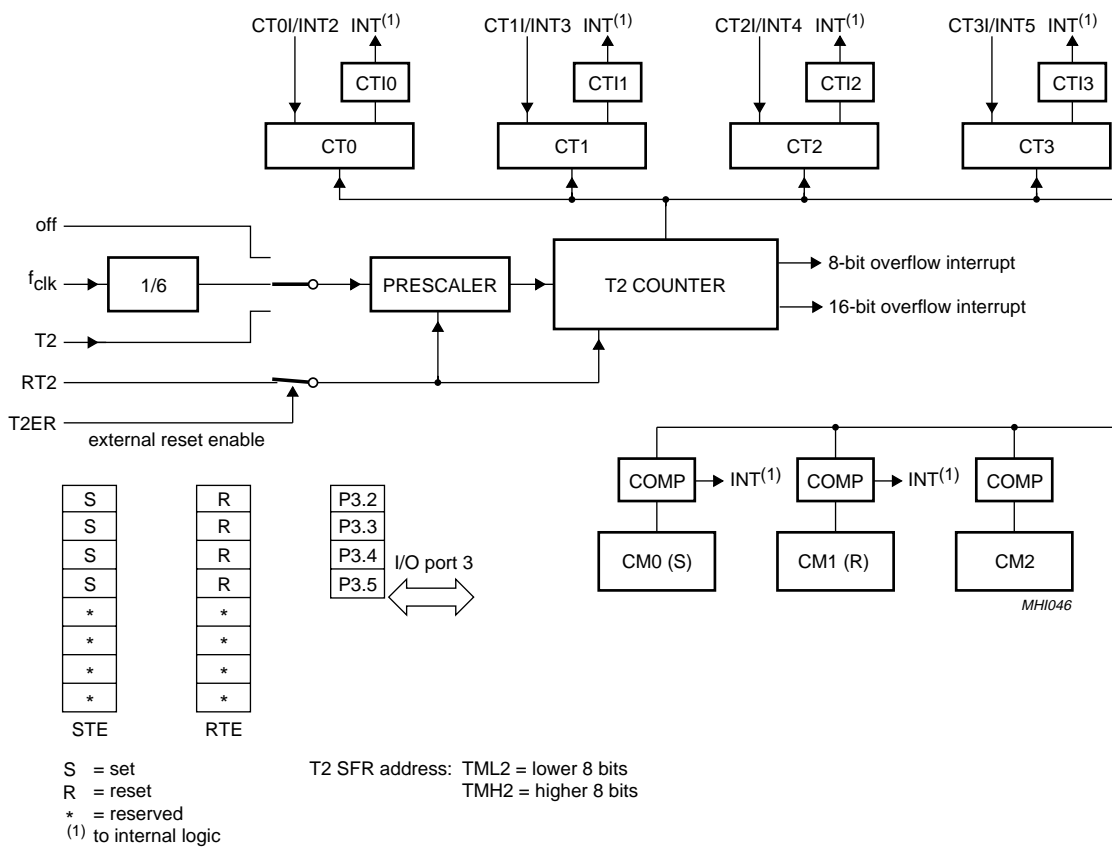 CT0I/INT2 INT(1) CT1I/INT3 INT(1) CT2I/INT4 INT(1) CT3I/INT5 INT(1)
CTI0 CTI1 CTI2 CTI3
CT0 CT1 CT2 CT3
off
fclk 1/6 PRESCALER T2 COUNTER
8-bit overflow interrupt
16-bit overflow interrupt
T2
RT2
T2ER
external reset enable
COMP INT(1) COMP INT(1) COMP
CM0 (S) CM1 (R) CM2
MHI046
S R P3.2
S R P3.3
S R P3.4
S R P3.5
I/O port 3
* *
* *
* *
* *
STE RTE
S = set
R = reset
* = reserved
(1) to internal logic
T2 SFR address: TML2 = lower 8 bits
TMH2 = higher 8 bits